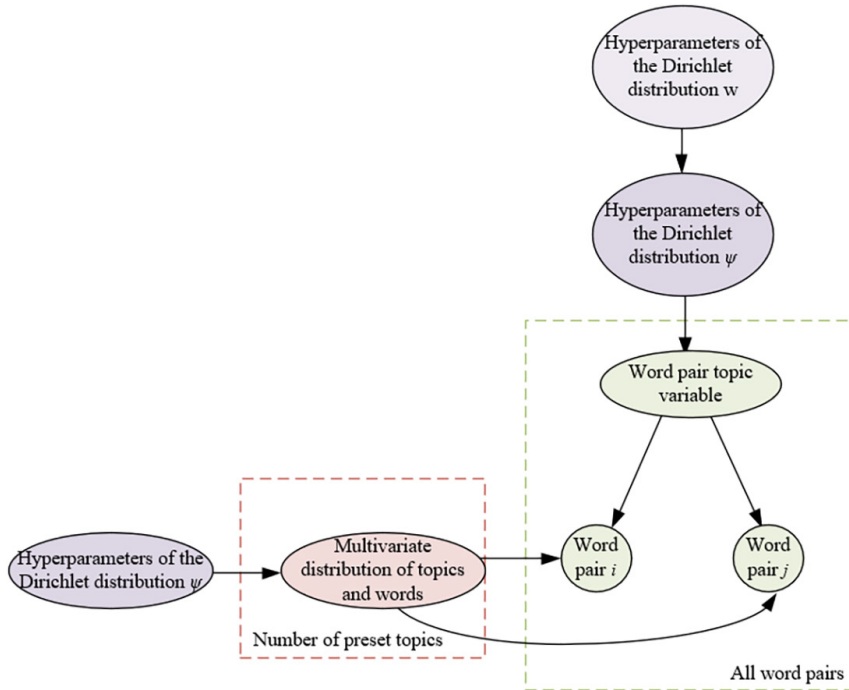 Hyperparameters of
the Dirichlet
distribution w
Hyperparameters of
the Dirichlet
distribution ψ
Word pair topic
variable
Word
pair i
Word
pair j
Hyperparameters of the
Dirichlet distribution ψ
Multivariate
distribution of topics
and words
Number of preset topics
All word pairs